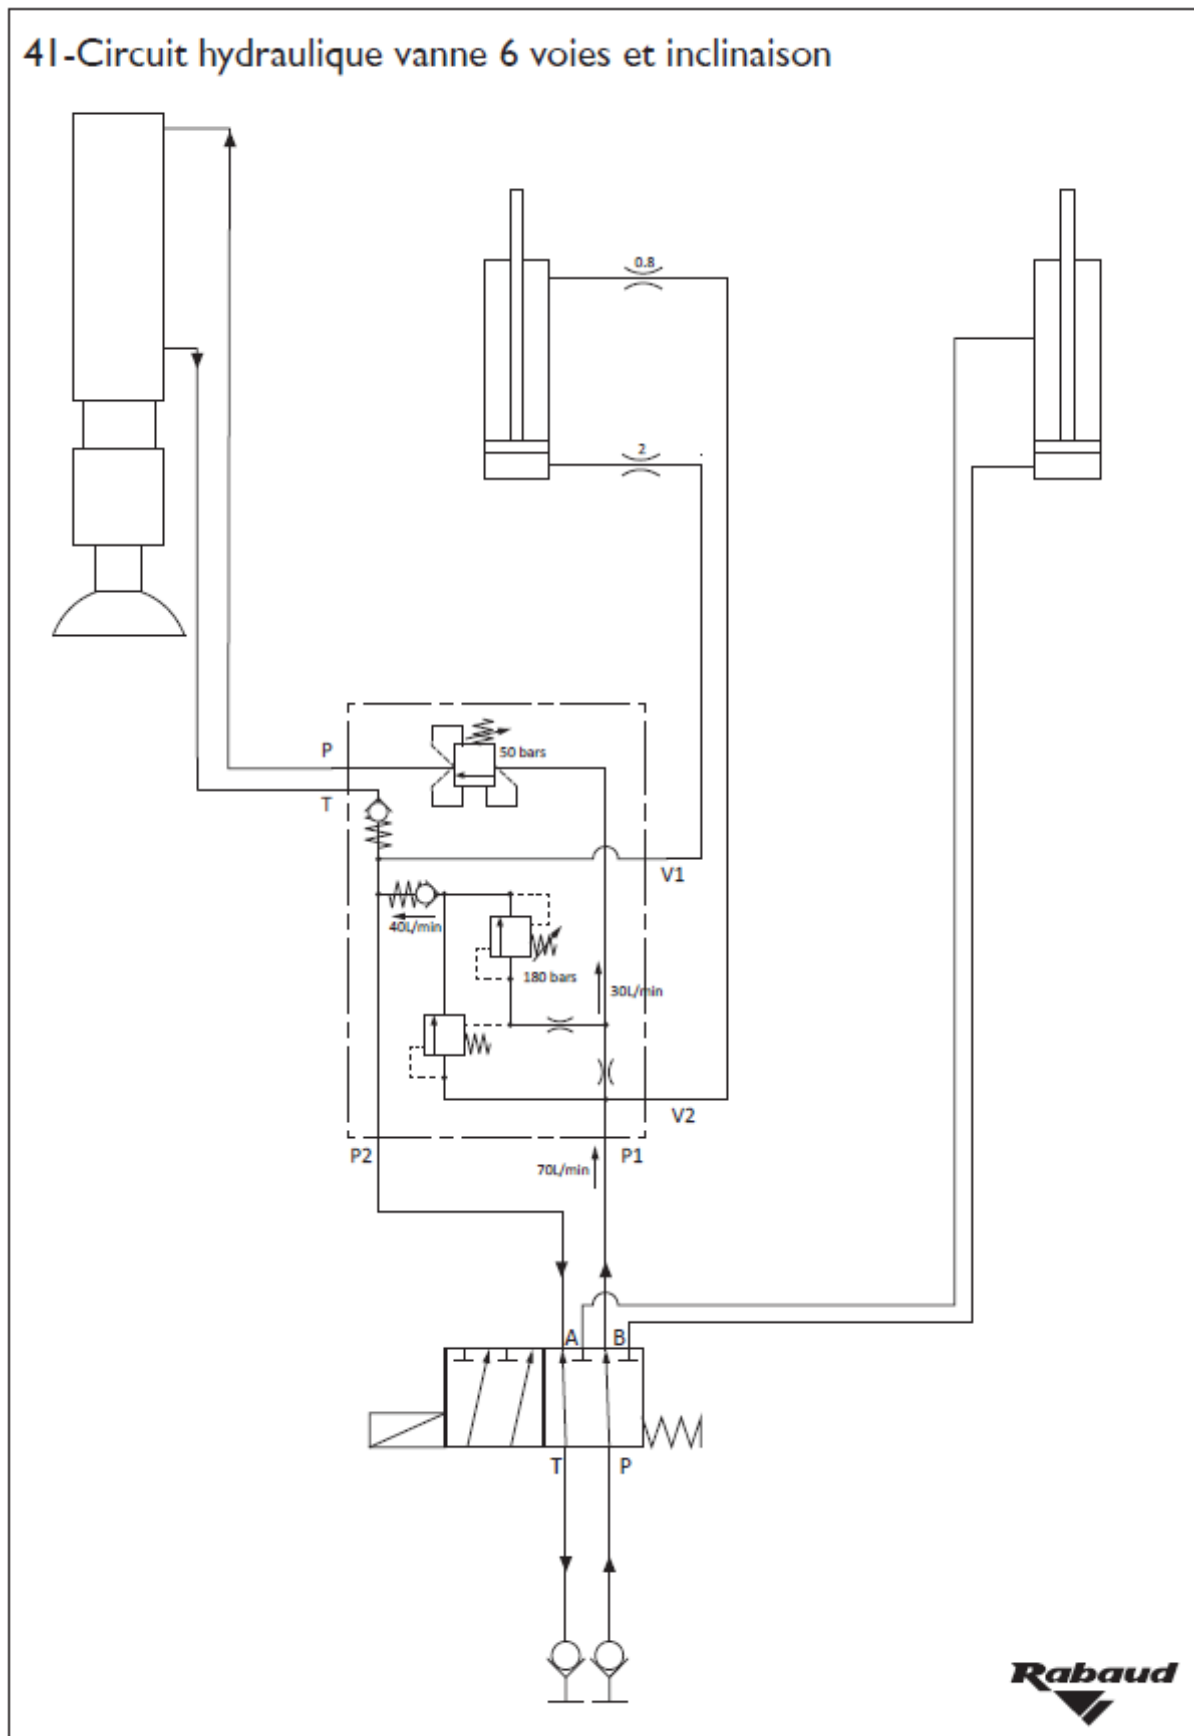 41-Circuit hydraulique vanne 6 voies et inclinaison
0.8
2
P
50 bars
T
V1
40L/min
180 bars
30L/min
V2
P2
P1
70L/min
A
B
T
P
Rabaud